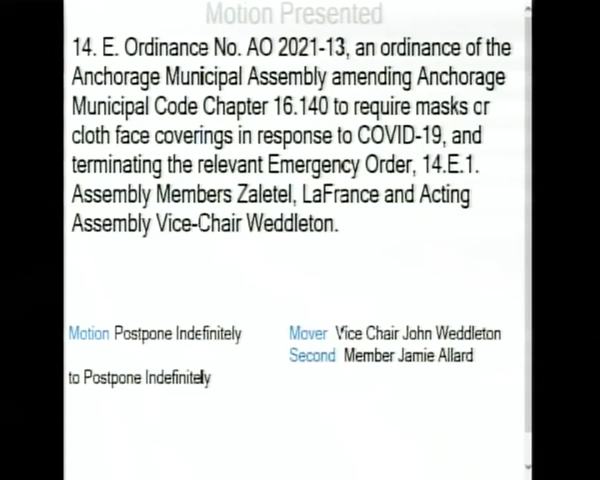 Motion Presented
14. E. Ordinance No. AO 2021-13, an ordinance of the
Anchorage Municipal Assembly amending Anchorage
Municipal Code Chapter 16.140 to require masks or
cloth face coverings in response to COVID-19, and
terminating the relevant Emergency Order, 14.E.1.
Assembly Members Zaletel, LaFrance and Acting
Assembly Vice-Chair Weddleton.
Motion Postpone Indefinitely
Mover Vice Chair John Weddleton
Second Member Jamie Allard
to Postpone Indefinitely